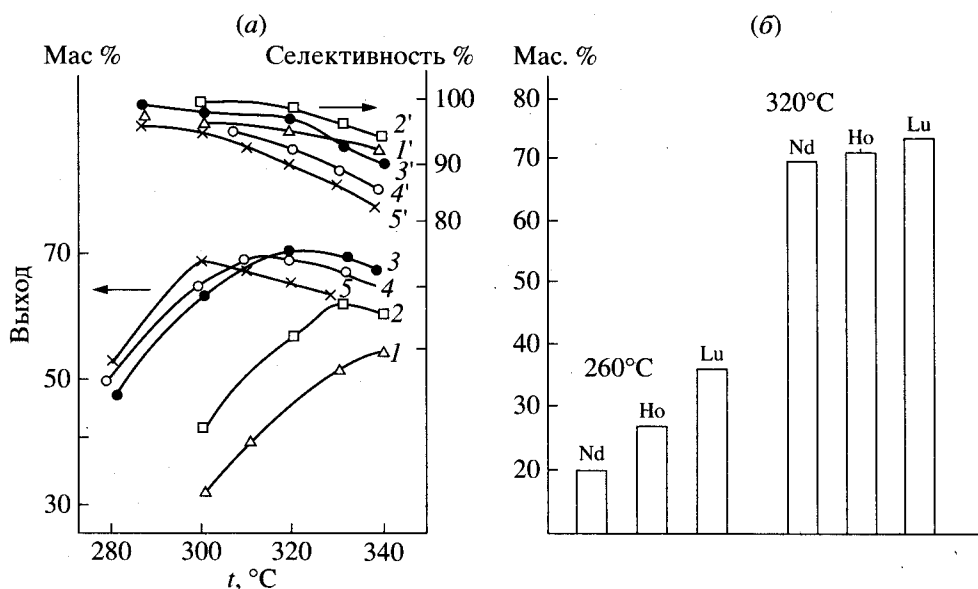 (а)
Мас %
Селективность %
100
90
80
2'
1'
3'
4'
5'
70
50
30
Выход
3
4
5
2
1
280
300
320
340
t, °C
(б)
Мас. %
80
70
60
50
40
30
20
320°C
Nd
Ho
Lu
260°C
Nd
Ho
Lu